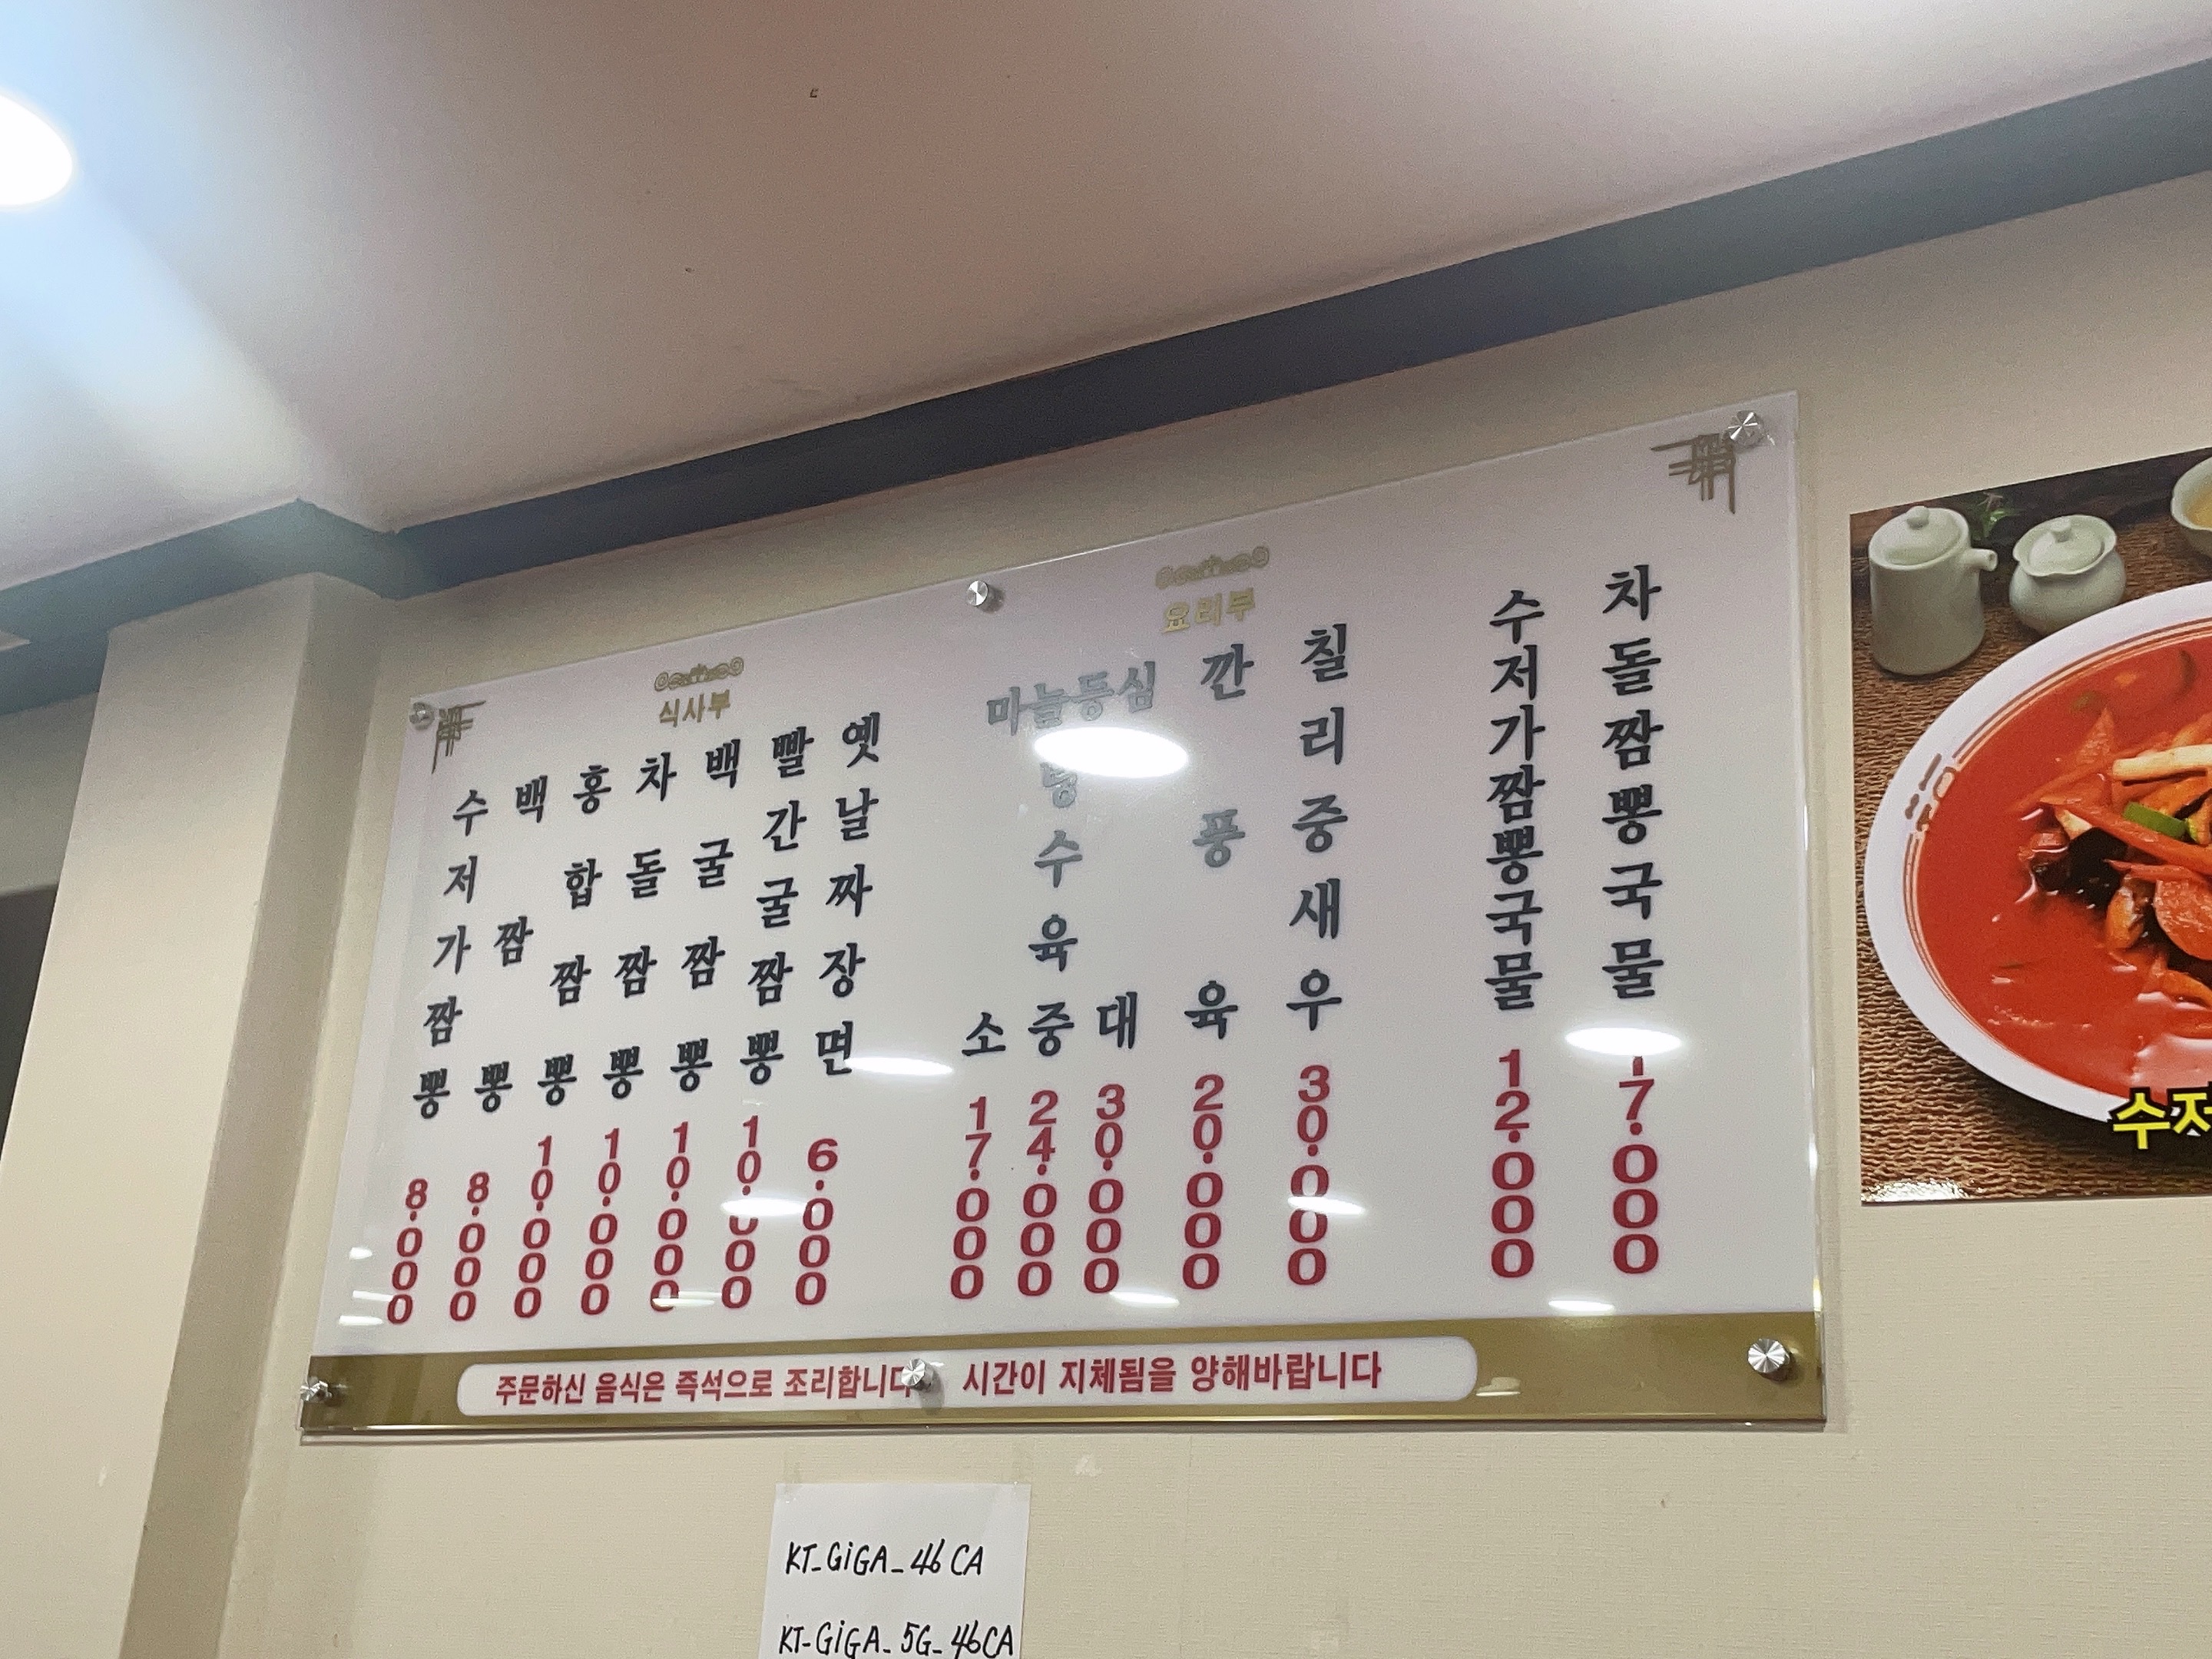 식사부
수저가짬뽕 8.000
백짬뽕 8.000
홍합짬뽕 10.000
차돌짬뽕 10.000
백굴짬뽕 10.000
빨간굴짬뽕 10.000
옛날짜장면 6.000
요리부
마늘등심
탕수육
소 17.000
중 24.000
대 30.000
깐풍육 20.000
칠리중새우 30.000
수저가짬뽕국물 12.000
차돌짬뽕국물 17.000
주문하신 음식은 즉석으로 조리합니다 시간이 지체됨을 양해바랍니다
KT_GiGA_46CA
KT-GiGA_5G_46CA